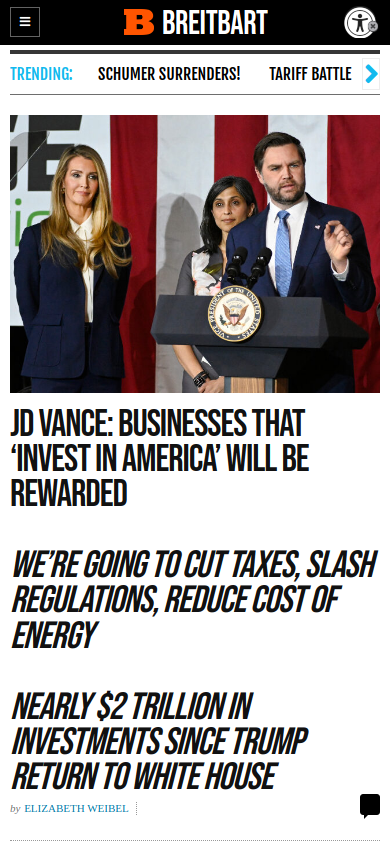 BREITBART
TRENDING:
SCHUMER SURRENDERS!
TARIFF BATTLE
JD VANCE: BUSINESSES THAT
‘INVEST IN AMERICA’ WILL BE
REWARDED
WE’RE GOING TO CUT TAXES, SLASH
REGULATIONS, REDUCE COST OF
ENERGY
NEARLY $2 TRILLION IN
INVESTMENTS SINCE TRUMP
RETURN TO WHITE HOUSE
by ELIZABETH WEIBEL